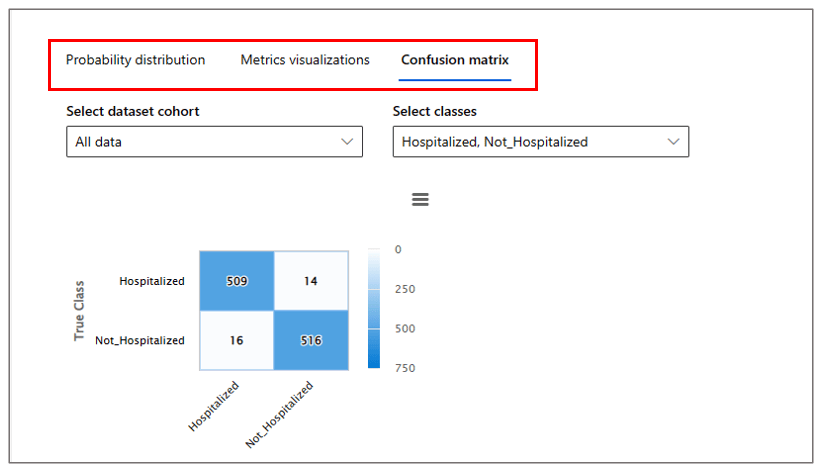 Probability distribution Metrics visualizations Confusion matrix
Select dataset cohort Select classes
All data Hospitalized, Not_Hospitalized
0
Hospitalized 509 14
250
True Class
500
Not_Hospitalized 16 516
750
Hospitalized
Not_Hospitalized